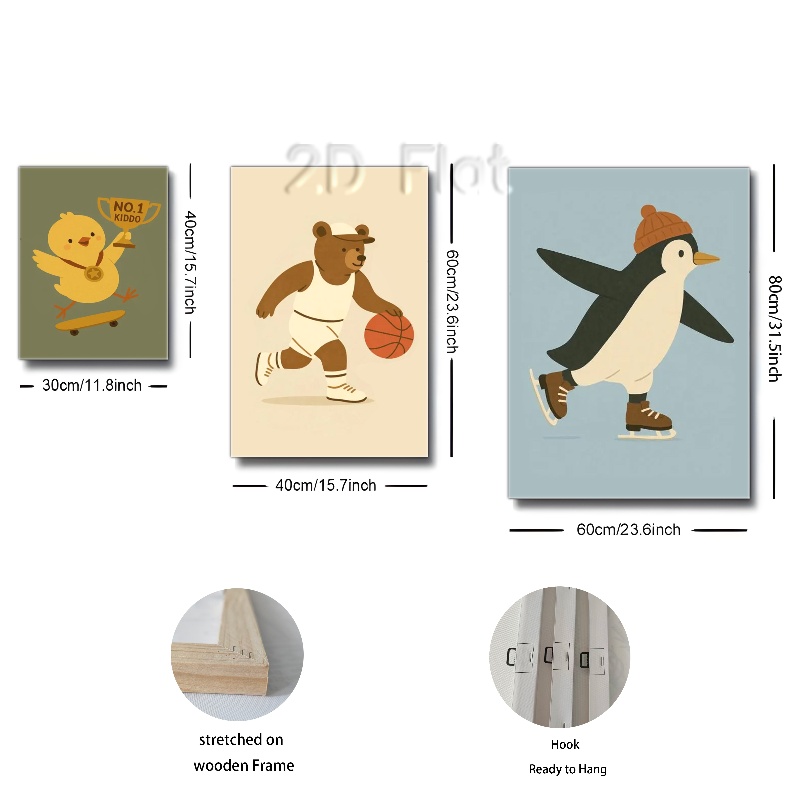 2D Flat
NO.1
KIDDO
40cm/15.7inch
30cm/11.8inch
60cm/23.6inch
40cm/15.7inch
80cm/31.5inch
60cm/23.6inch
stretched on
wooden Frame
Hook
Ready to Hang